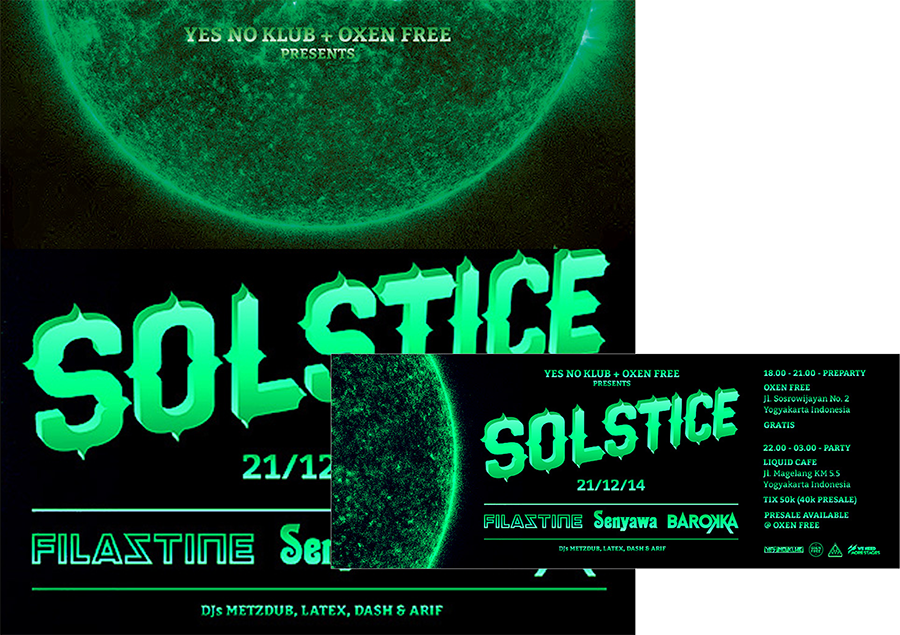 YES NO KLUB + OXEN FREE
PRESENTS
SOLSTICE
21/12
FILASTINE Sen
DJs METZDUB, LATEX, DASH & ARIF
YES NO KLUB + OXEN FREE
PRESENTS
SOLSTICE
21/12/14
FILASTINE Senyawa BAROKKA
DJs METZDUB, LATEX, DASH & ARIF
18.00 - 21.00 - PREPARTY
OXEN FREE
Jl. Sosrowijayan No. 2
Yogyakarta Indonesia
GRATIS
22.00 - 03.00 - PARTY
LIQUID CAFE
Jl. Magelang KM 5.5
Yogyakarta Indonesia
TIX 50k (40k PRESALE)
PRESALE AVAILABLE
@ OXEN FREE
WE NEED
MORE STAGES